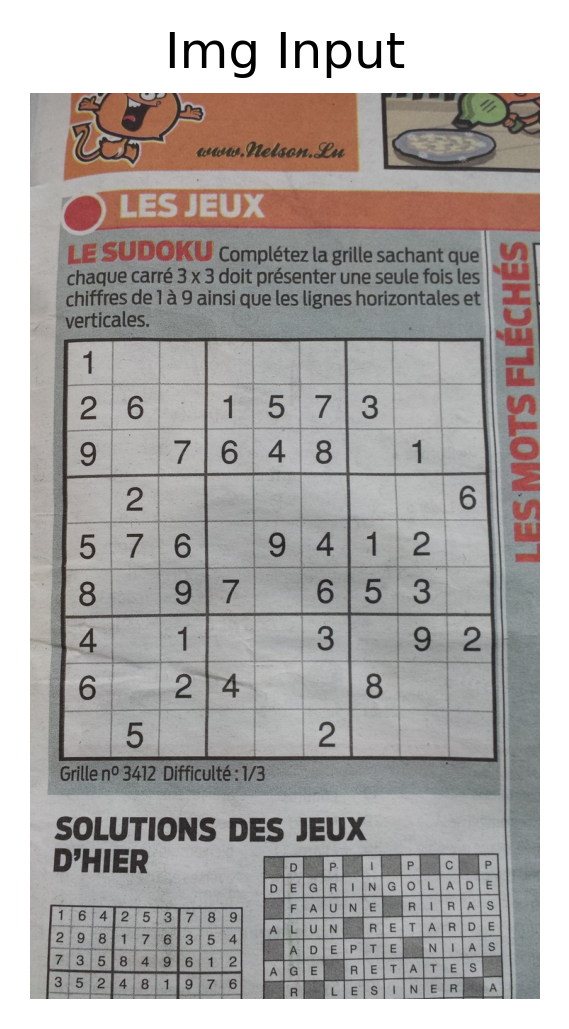 Img Input
www.Nelson.Lu
LES JEUX
LE SUDOKU Complétez la grille sachant que
chaque carré 3 x 3 doit présenter une seule fois les
chiffres de 1 à 9 ainsi que les lignes horizontales et
verticales.
LES MOTS FLÉCHÉS
1
2 6 1 5 7 3
9 7 6 4 8 1
2 6
5 7 6 9 4 1 2
8 9 7 6 5 3
4 1 3 9 2
6 2 4 8
5 2
Grille nº 3412 Difficulté : 1/3
SOLUTIONS DES JEUX
D'HIER
1 6 4 2 5 3 7 8 9
2 9 8 1 7 6 3 5 4
7 3 5 8 4 9 6 1 2
3 5 2 4 8 1 9 7 6
D P I P C P
D E G R I N G O L A D E
F A U N E R I R A S
A L U N R E T A R D E
A D E P T E N I A S
A G E R E T A T E S
R L E S I N E R A